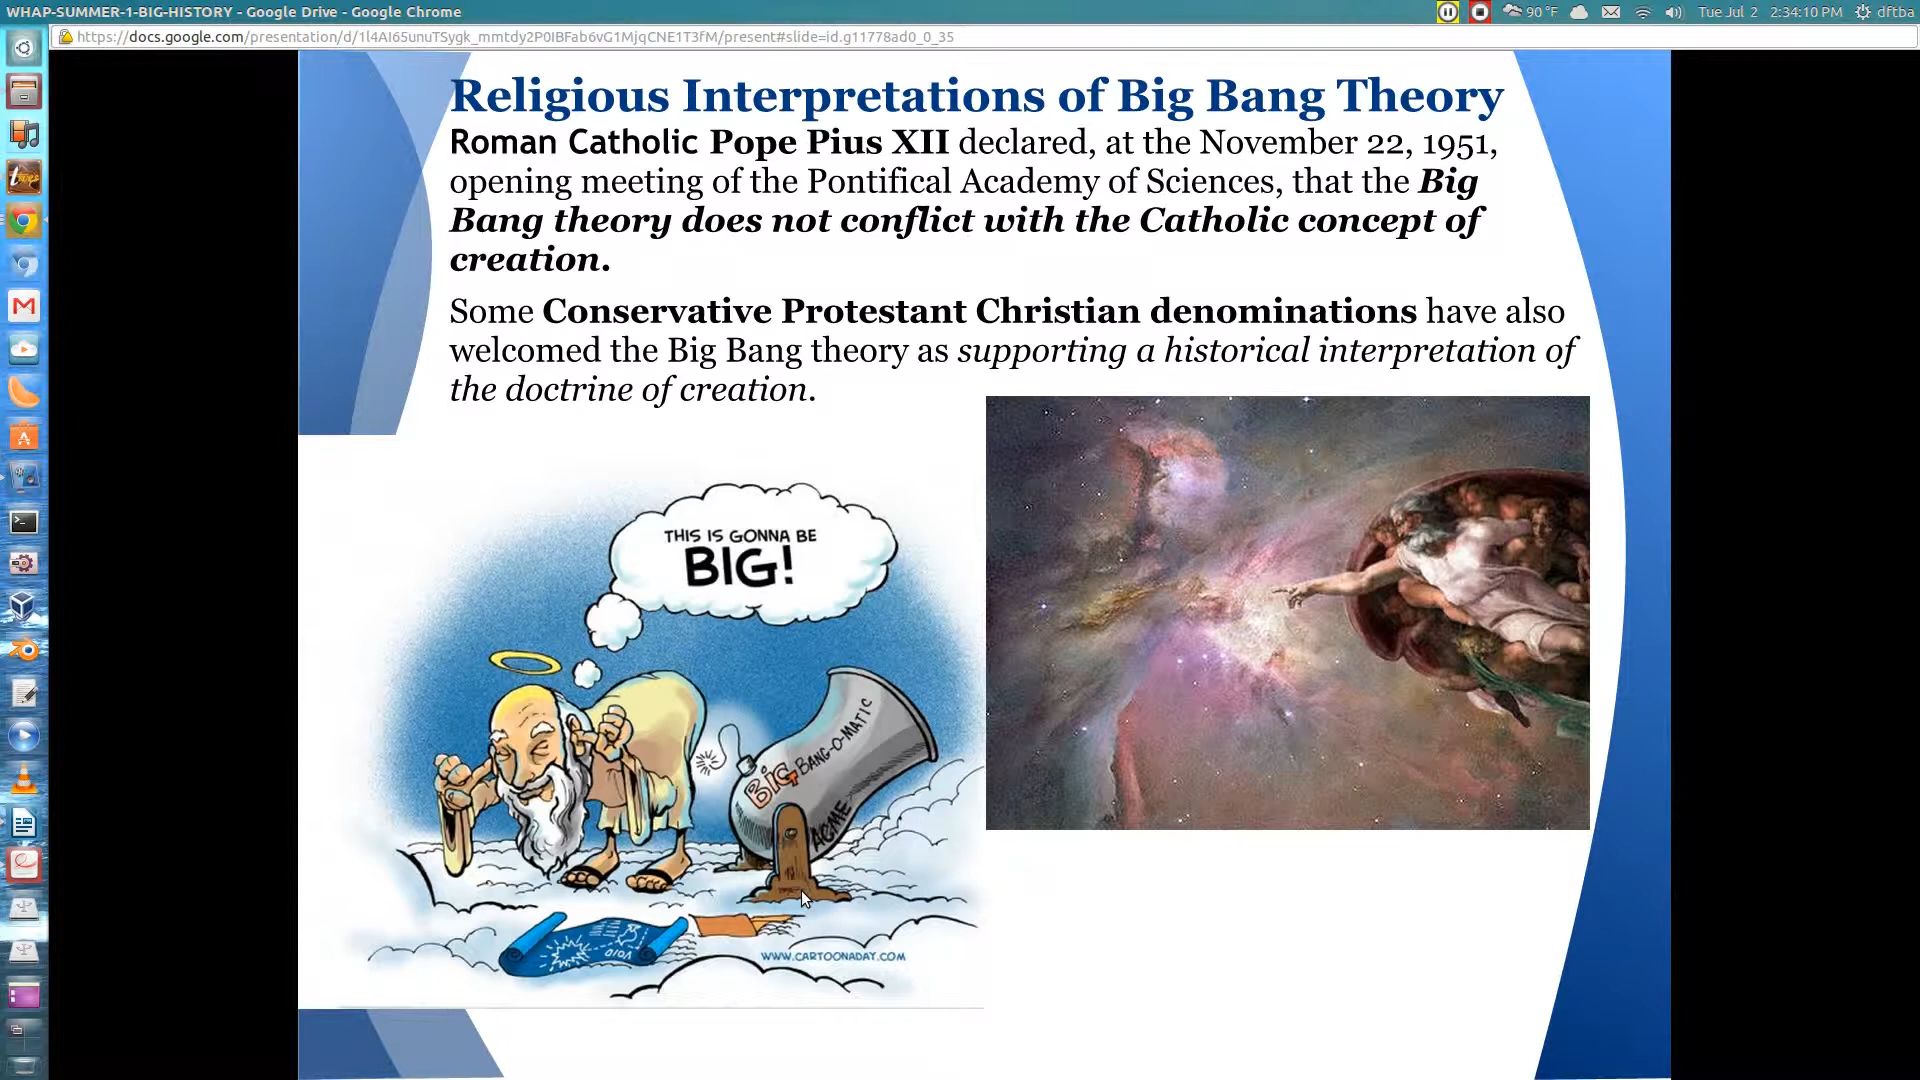 WHAP-SUMMER-1-BIG-HISTORY - Google Drive - Google Chrome
90 °F
Tue Jul 2
2:34:10 PM
dftba
https://docs.google.com/presentation/d/1l4AI65unuTSygk_mmtdy2P0IBFab6vG1MjqCNE1T3fM/present#slide=id.g11778ad0_0_35
Religious Interpretations of Big Bang Theory
Roman Catholic Pope Pius XII declared, at the November 22, 1951,
opening meeting of the Pontifical Academy of Sciences, that the Big
Bang theory does not conflict with the Catholic concept of
creation.
Some Conservative Protestant Christian denominations have also
welcomed the Big Bang theory as supporting a historical interpretation of
the doctrine of creation.
THIS IS GONNA BE
BIG!
BIG
BANG-O-MATIC
ACME
VOID
WWW.CARTOONADAY.COM